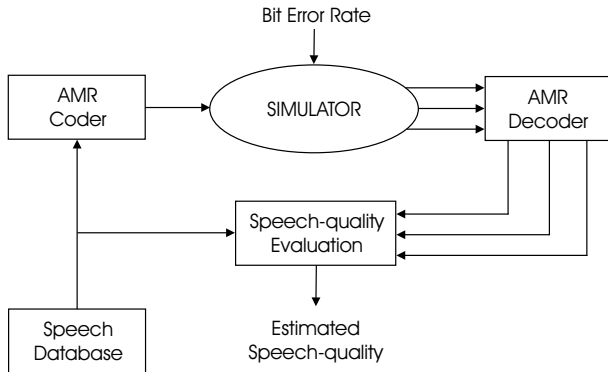 Bit Error Rate
AMR
Coder
SIMULATOR
AMR
Decoder
Speech-quality
Evaluation
Speech
Database
Estimated
Speech-quality